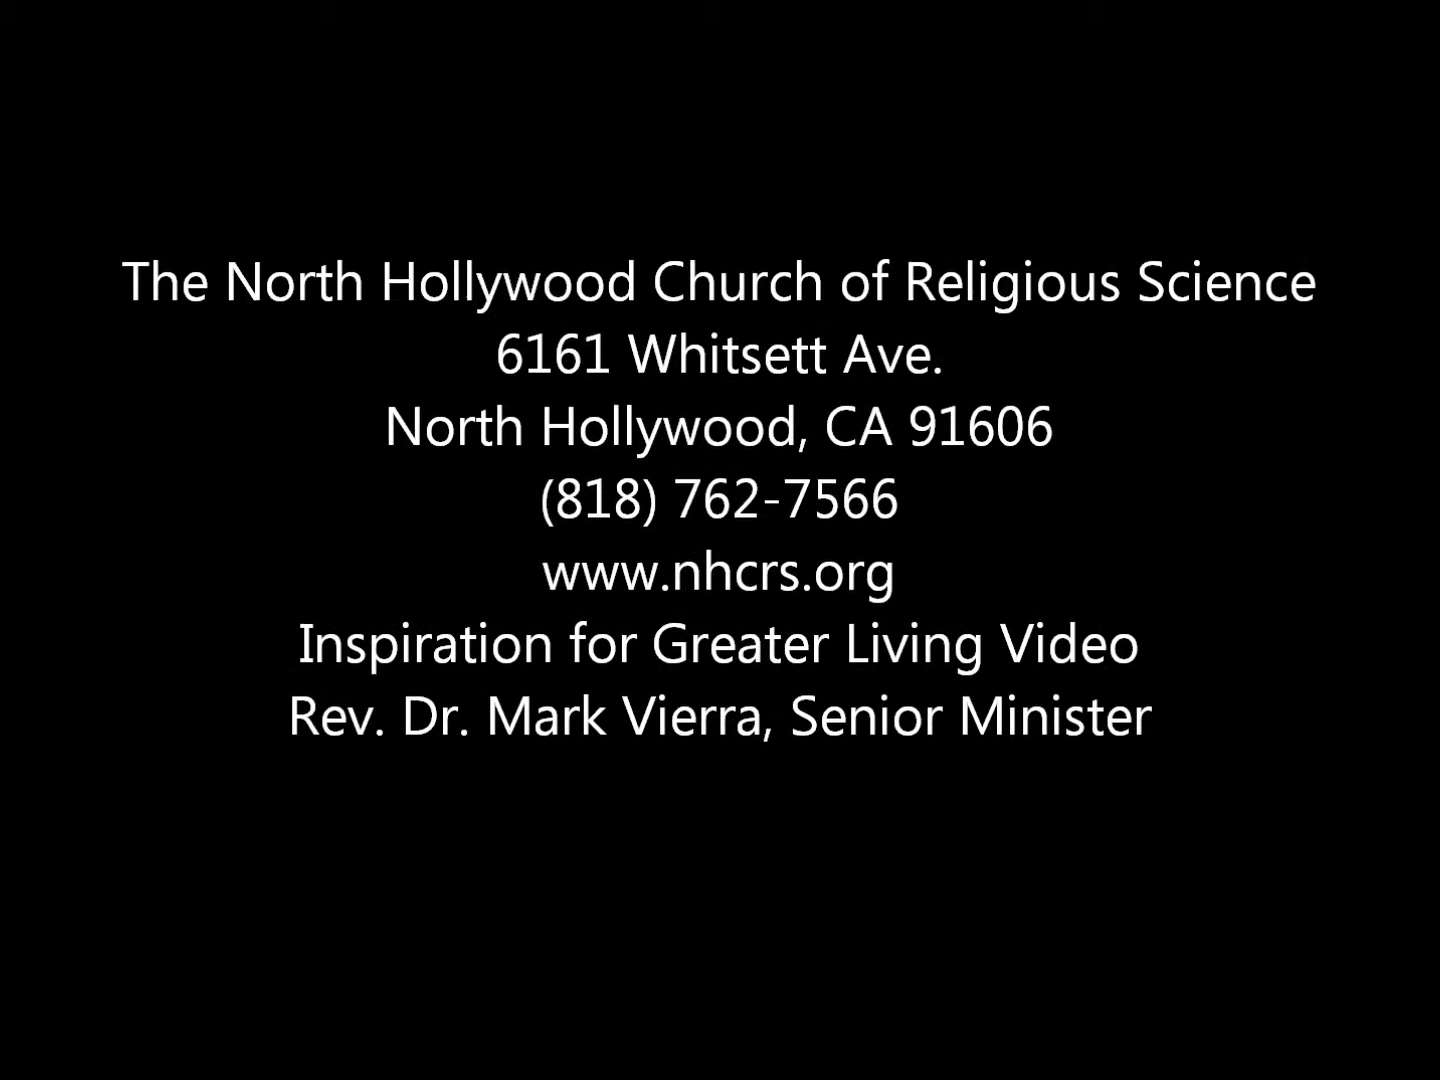 The North Hollywood Church of Religious Science
6161 Whitsett Ave.
North Hollywood, CA 91606
(818) 762-7566
www.nhcrs.org
Inspiration for Greater Living Video
Rev. Dr. Mark Vierra, Senior Minister